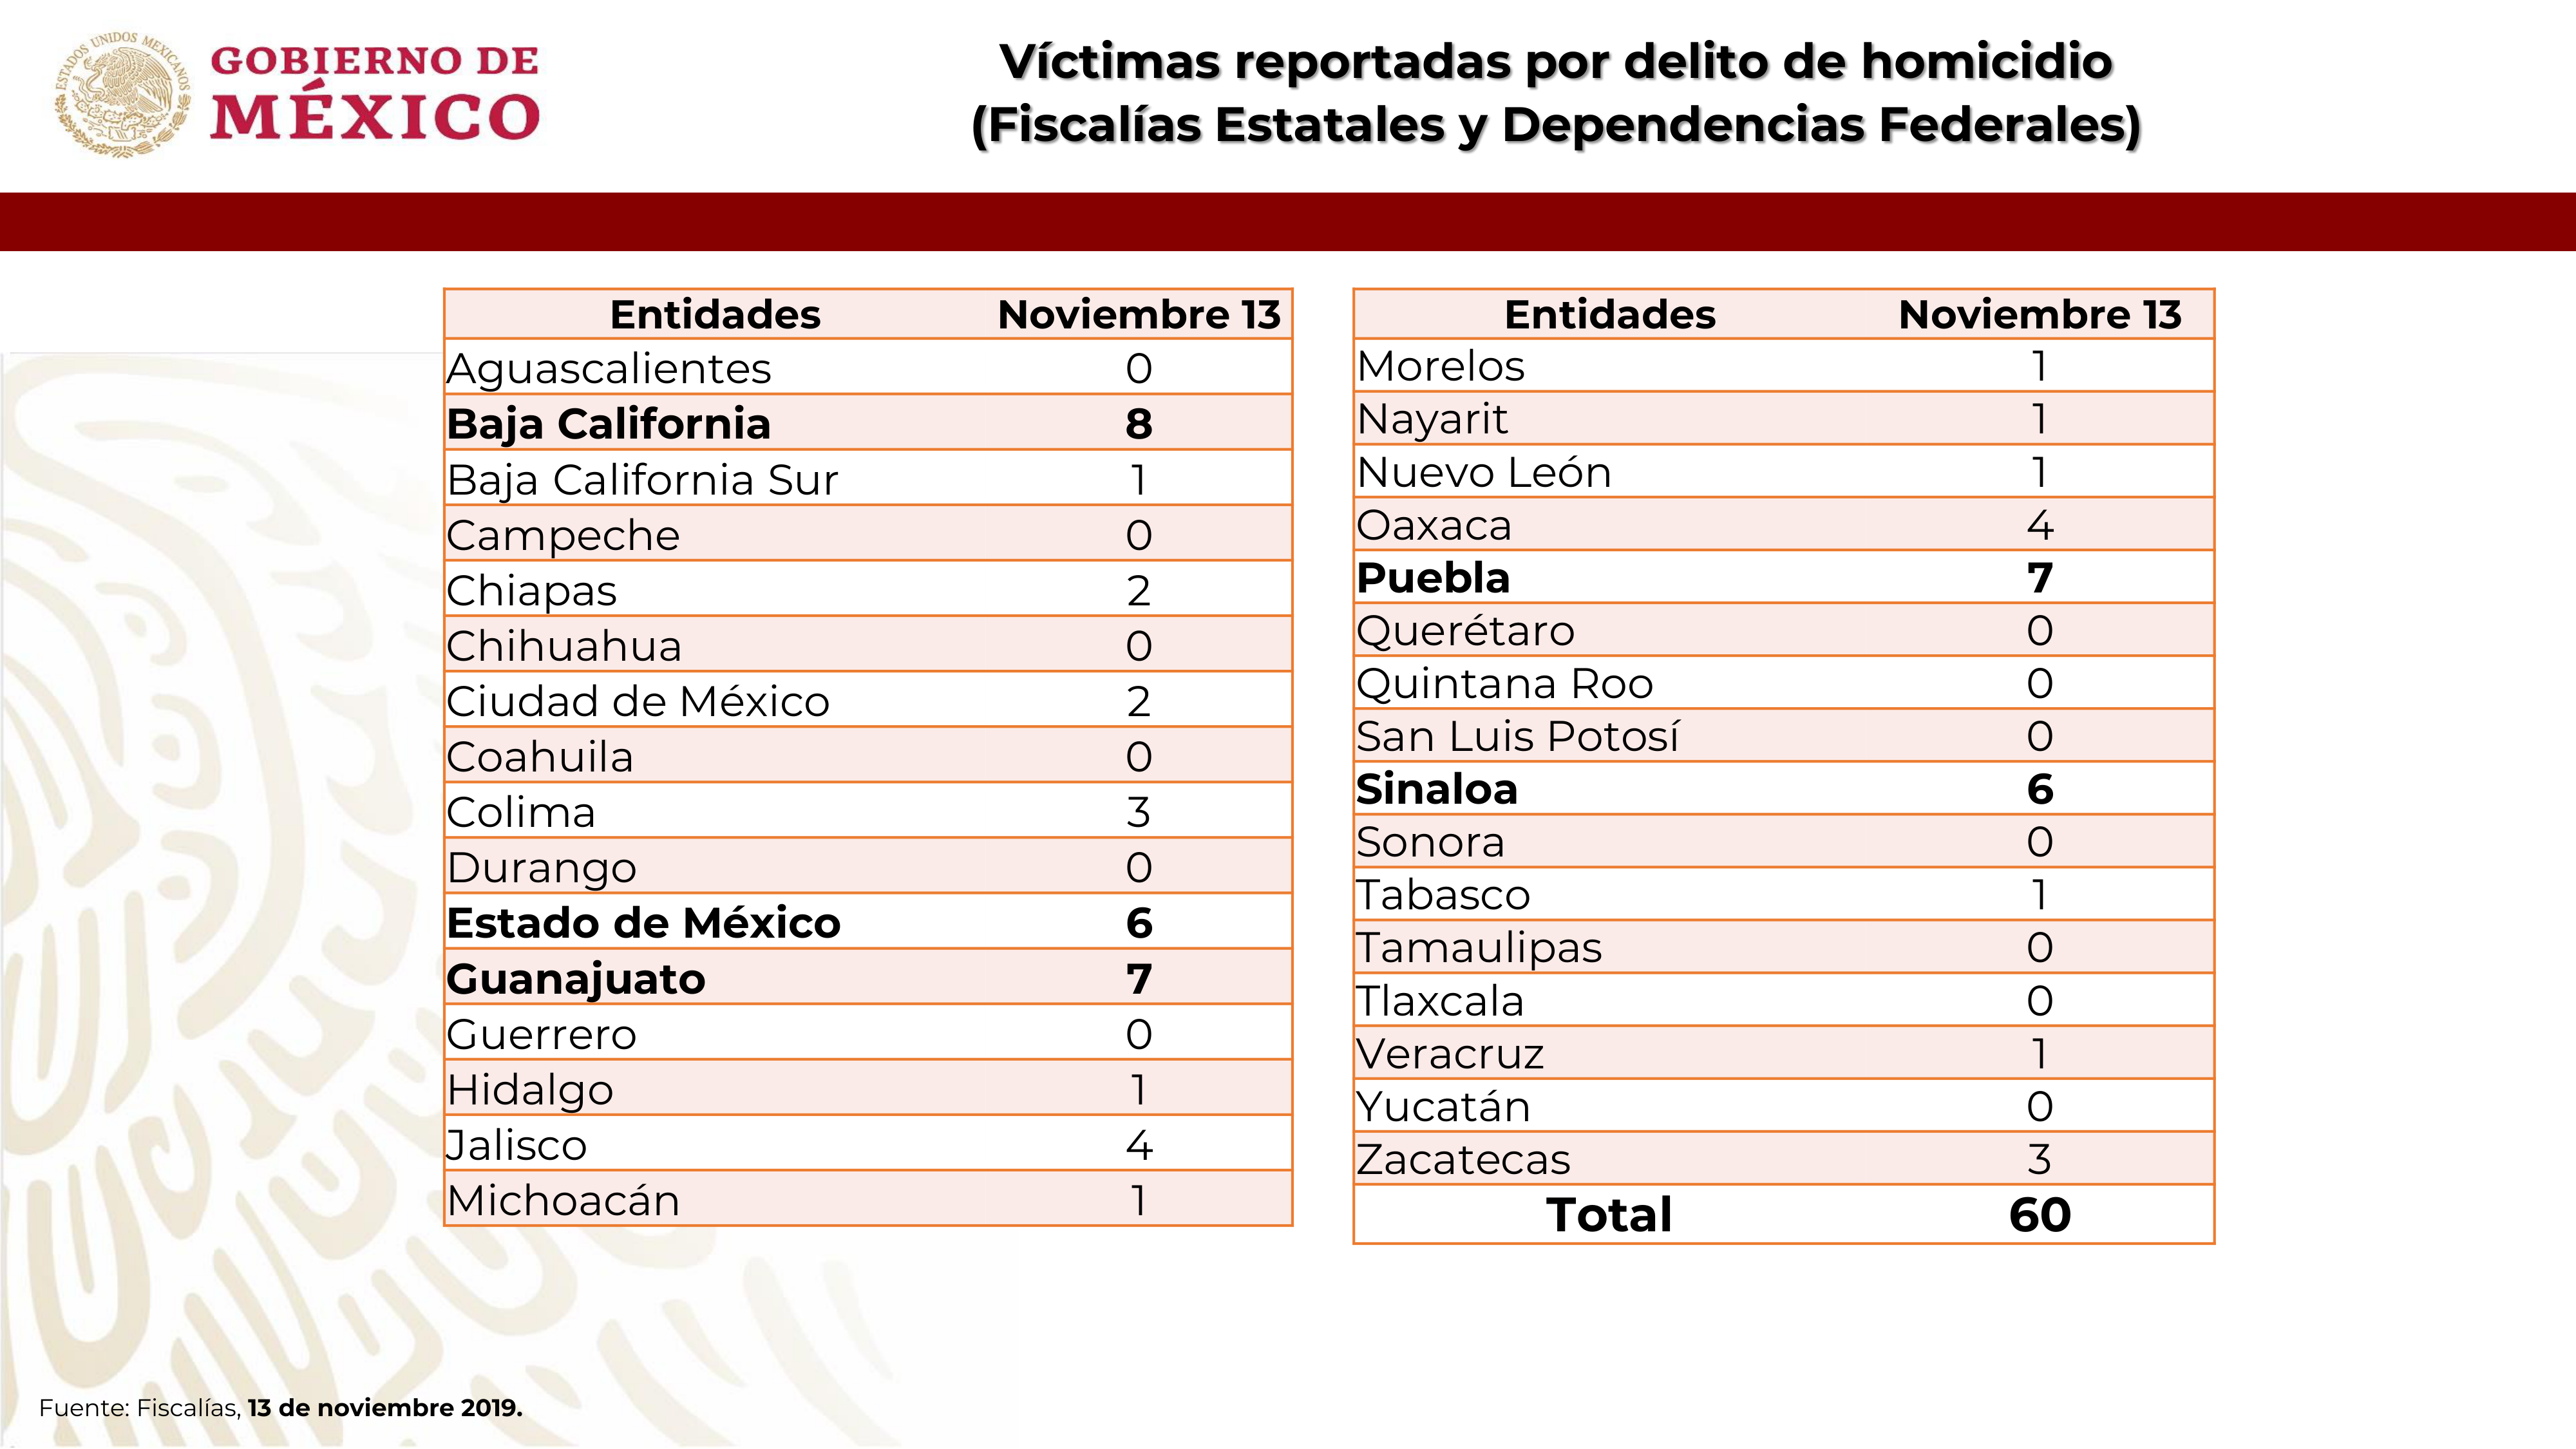 ESTADOS UNIDOS MEXICANOS
GOBIERNO DE
MÉXICO
Víctimas reportadas por delito de homicidio
(Fiscalías Estatales y Dependencias Federales)
Entidades Noviembre 13
Aguascalientes 0
Baja California 8
Baja California Sur 1
Campeche 0
Chiapas 2
Chihuahua 0
Ciudad de México 2
Coahuila 0
Colima 3
Durango 0
Estado de México 6
Guanajuato 7
Guerrero 0
Hidalgo 1
Jalisco 4
Michoacán 1
Entidades Noviembre 13
Morelos 1
Nayarit 1
Nuevo León 1
Oaxaca 4
Puebla 7
Querétaro 0
Quintana Roo 0
San Luis Potosí 0
Sinaloa 6
Sonora 0
Tabasco 1
Tamaulipas 0
Tlaxcala 0
Veracruz 1
Yucatán 0
Zacatecas 3
Total 60
Fuente: Fiscalías, 13 de noviembre 2019.